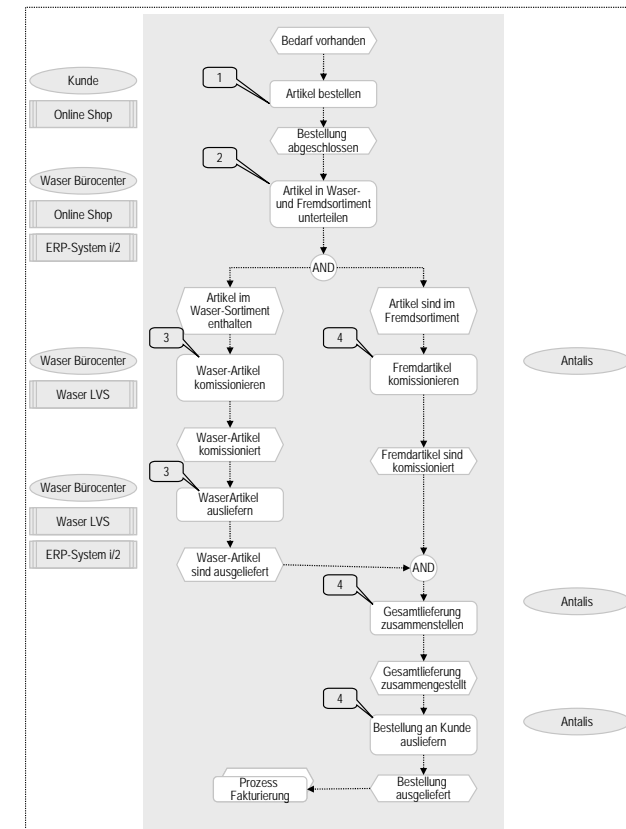 Bedarf vorhanden
1
Kunde
Artikel bestellen
Online Shop
Bestellung
abgeschlossen
2
Waser Bürocenter
Artikel in Waser-
und Fremdsortiment
unterteilen
Online Shop
ERP-System i/2
AND
Artikel im
Waser-Sortiment
enthalten
Artikel sind im
Fremdsortiment
3
4
Waser Bürocenter
Waser-Artikel
komissionieren
Fremdartikel
komissionieren
Antalis
Waser LVS
Waser-Artikel
komissioniert
Fremdartikel sind
komissioniert
3
Waser Bürocenter
WaserArtikel
ausliefern
Waser LVS
ERP-System i/2
Waser-Artikel
sind ausgeliefert
AND
4
Gesamtlieferung
zusammenstellen
Antalis
Gesamtlieferung
zusammengestellt
4
Bestellung an Kunde
ausliefern
Antalis
Prozess
Fakturierung
Bestellung
ausgeliefert